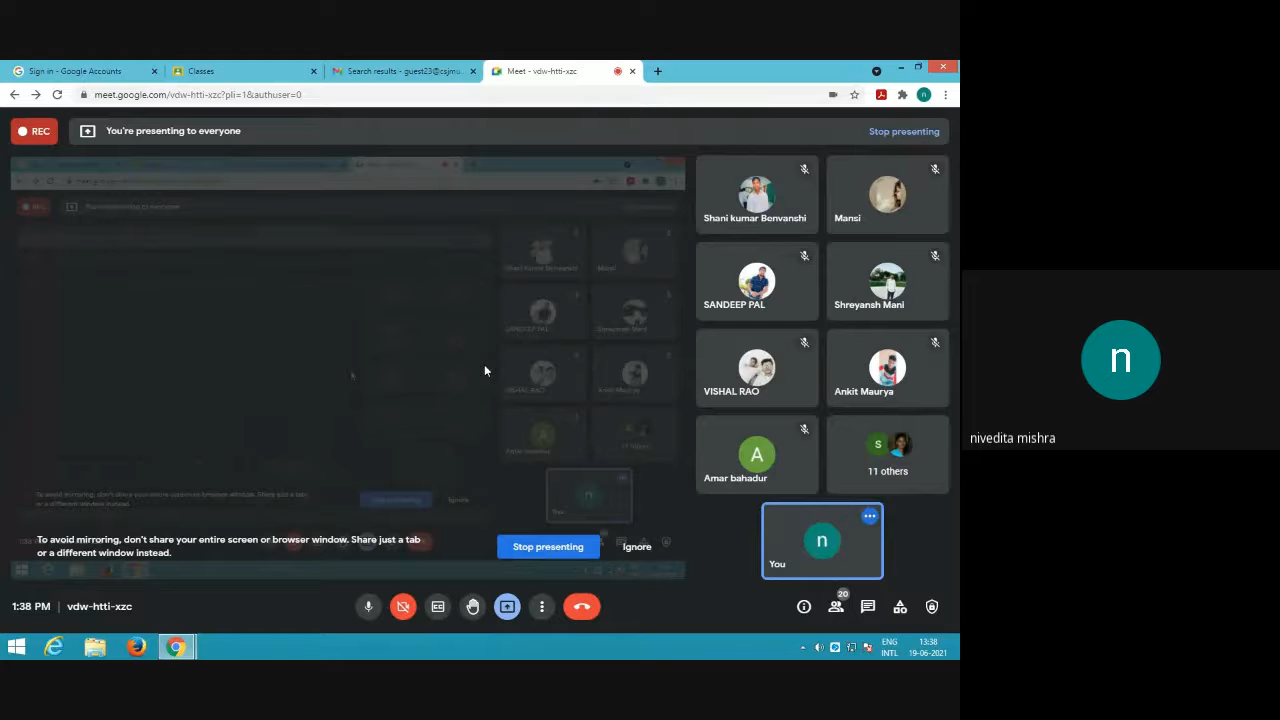 Sign in - Google Accounts
Classes
Search results - guest23@csjmu...
Meet - vdw-htti-xzc
meet.google.com/vdw-htti-xzc?pli=1&authuser=0
REC
You're presenting to everyone
Stop presenting
Shani kumar Benvanshi
Mansi
SANDEEP PAL
Shreyansh Mani
VISHAL RAO
Ankit Maurya
A
Amar bahadur
S
11 others
n
You
To avoid mirroring, don't share your entire screen or browser window. Share just a tab
or a different window instead.
Stop presenting
Ignore
1:38 PM | vdw-htti-xzc
20
ENG
INTL
13:38
19-06-2021
n
nivedita mishra